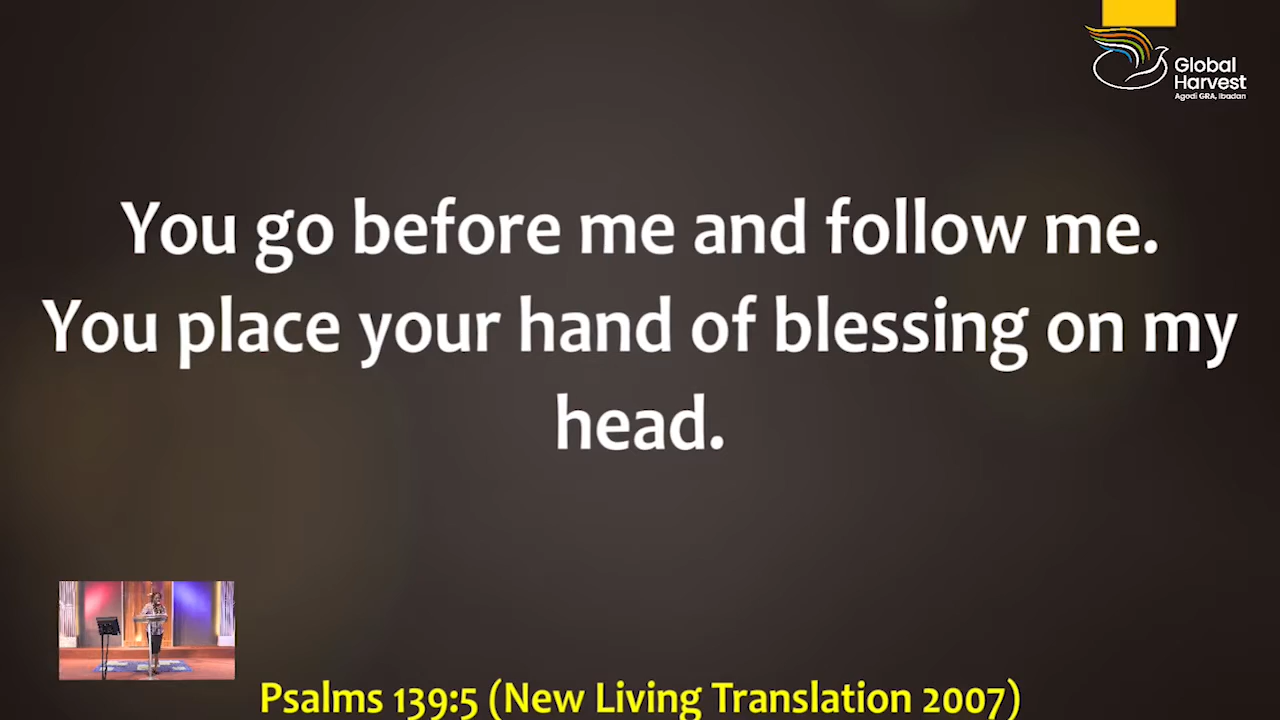 Global
Harvest
Agodi GRA, Ibadan
You go before me and follow me.
You place your hand of blessing on my
head.
Psalms 139:5 (New Living Translation 2007)